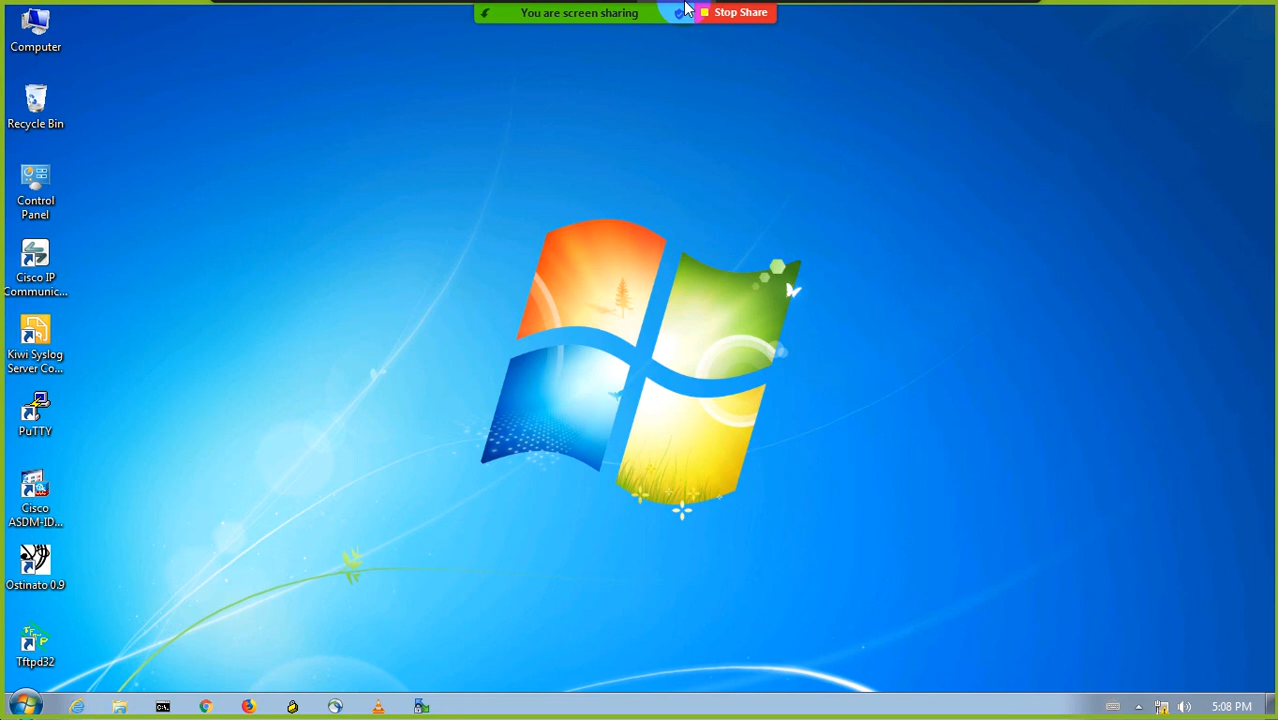 You are screen sharing
Stop Share
Computer
Recycle Bin
Control
Panel
Cisco IP
Communic...
Kiwi Syslog
Server Co...
PuTTY
Cisco
ASDM-ID...
Ostinato 0.9
Tftpd32
5:08 PM